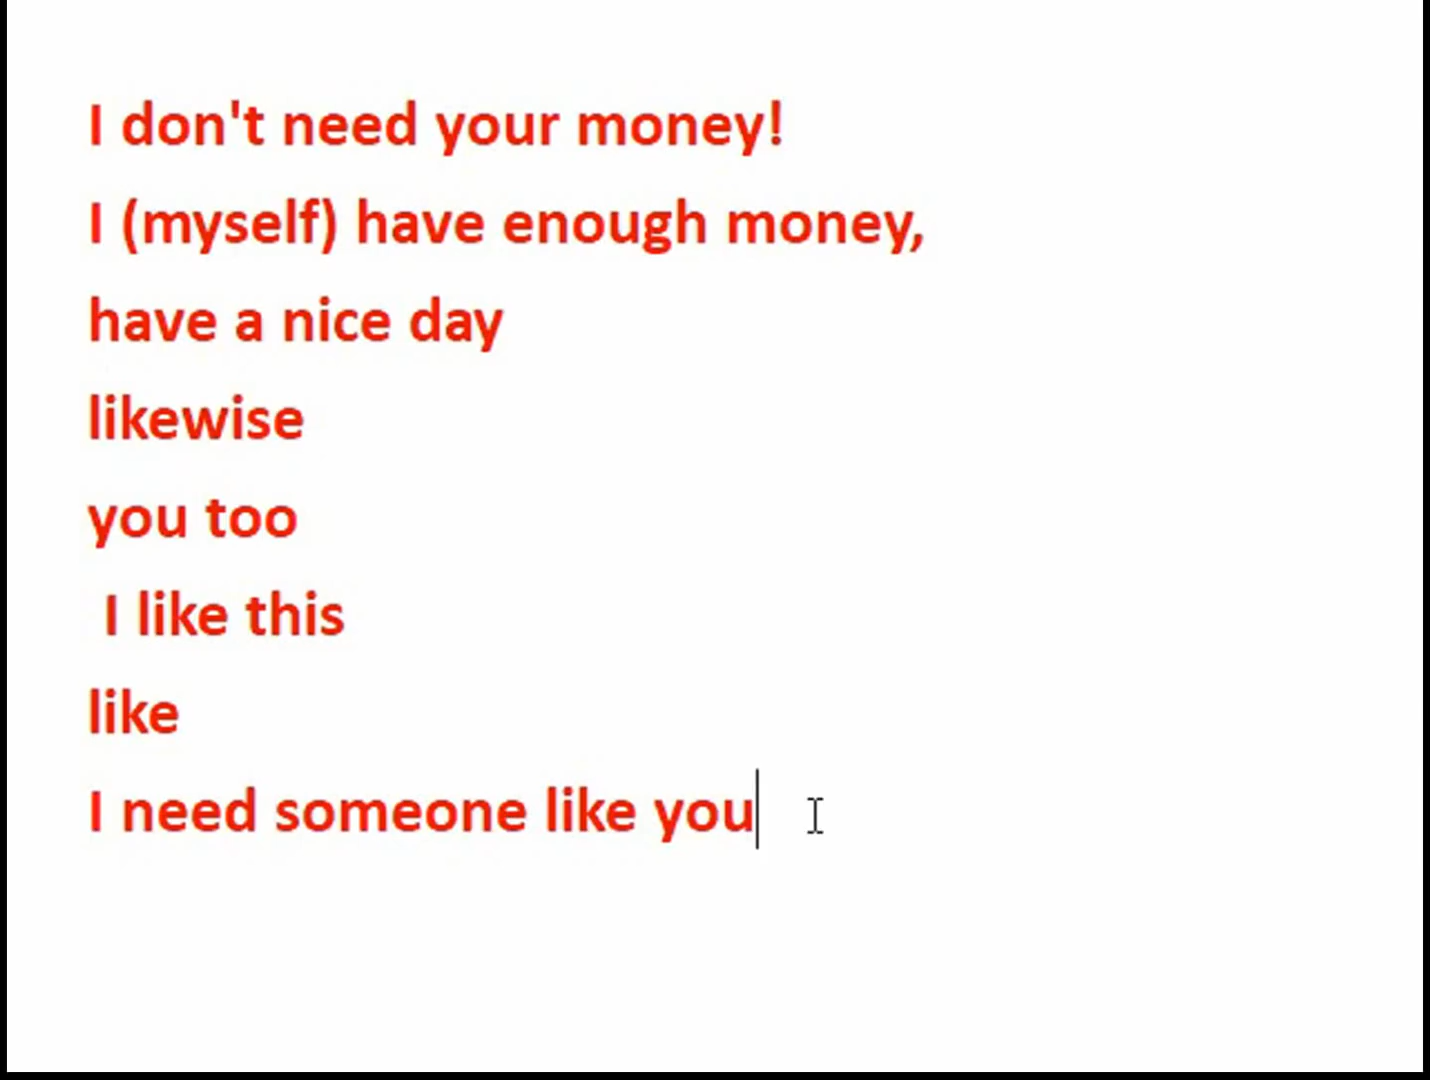 I don't need your money!
I (myself) have enough money,
have a nice day
likewise
you too
I like this
like
I need someone like you